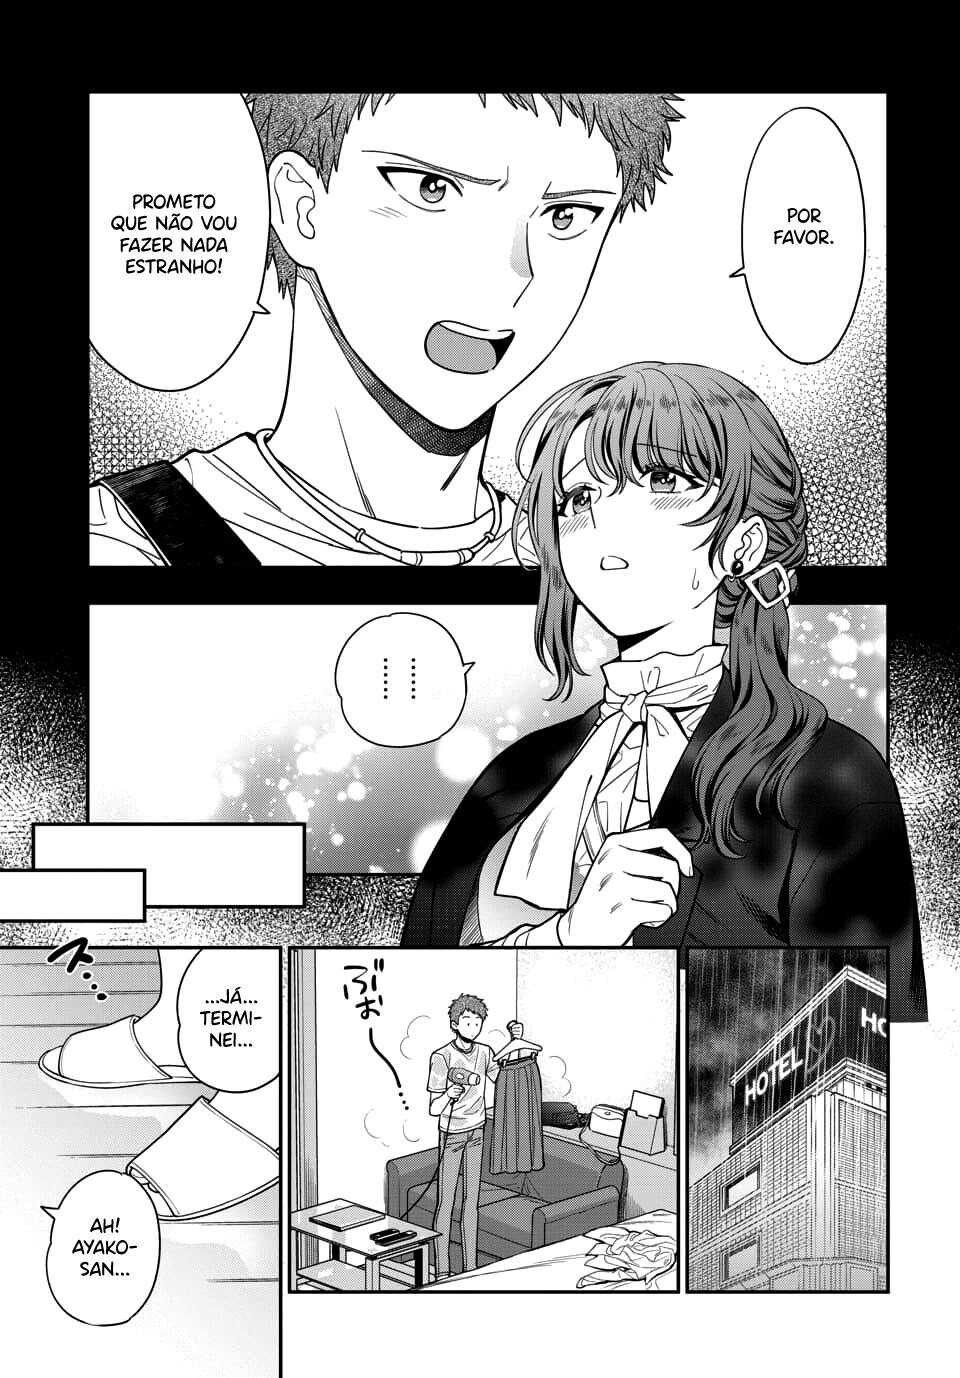 POR
FAVOR.
PROMETO
QUE NÃO VOU
FAZER NADA
ESTRANHO!
⋮⋮
HOTEL
HO
ぶお〜…
ス…
...JÁ...
TERMI-
NEI...
AH!
AYAKO-
SAN...